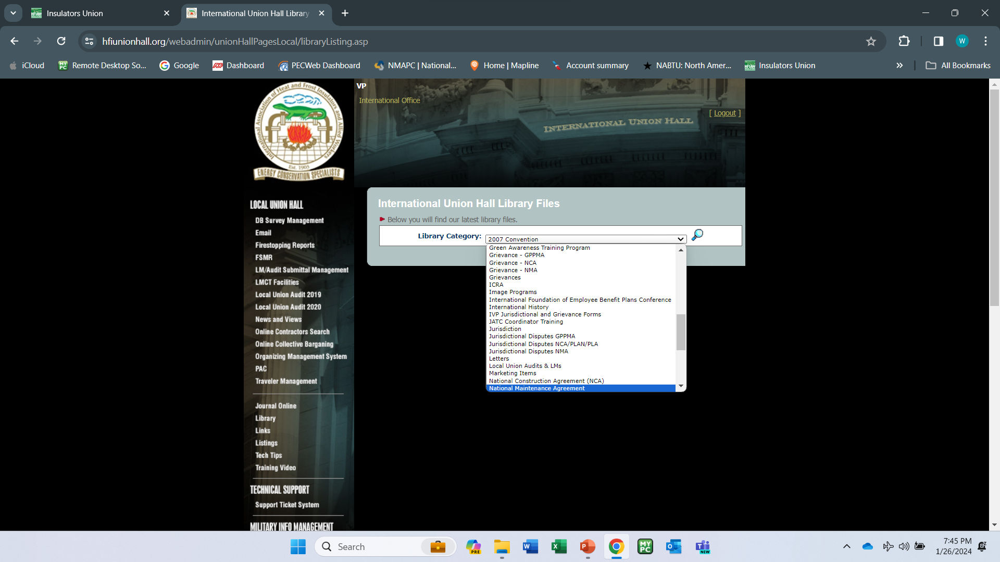 Insulators Union
International Union Hall Library
hfiunionhall.org/webadmin/unionHallPagesLocal/libraryListing.asp
W
iCloud
MY PC Remote Desktop So...
Google
ADP Dashboard
PECWeb Dashboard
NMAPC | National...
Home | Mapline
Account summary
NABTU: North Amer...
HFIAW Insulators Union
All Bookmarks
International Association of Heat and Frost Insulators and Allied Workers
Est. 1903
ENERGY CONSERVATION SPECIALISTS
VP
International Office
[ Logout ]
INTERNATIONAL UNION HALL
LOCAL UNION HALL
DB Survey Management
Email
Firestopping Reports
FSMR
LM/Audit Submittal Management
LMCT Facilities
Local Union Audit 2019
Local Union Audit 2020
News and Views
Online Contractors Search
Online Collective Barganing
Organizing Management System
PAC
Traveler Management
Journal Online
Library
Links
Listings
Tech Tips
Training Video
TECHNICAL SUPPORT
Support Ticket System
MILITARY INFO MANAGEMENT
International Union Hall Library Files
Below you will find our latest library files.
Library Category: 2007 Convention
Green Awareness Training Program
Grievance - GPPMA
Grievance - NCA
Grievance - NMA
Grievances
ICRA
Image Programs
International Foundation of Employee Benefit Plans Conference
International History
IVP Jurisdictional and Grievance Forms
JATC Coordinator Training
Jurisdiction
Jurisdictional Disputes GPPMA
Jurisdictional Disputes NCA/PLAN/PLA
Jurisdictional Disputes NMA
Letters
Local Union Audits & LMs
Marketing Items
National Construction Agreement (NCA)
National Maintenance Agreement
Search
PRE
MY PC
NEW
7:45 PM
1/26/2024